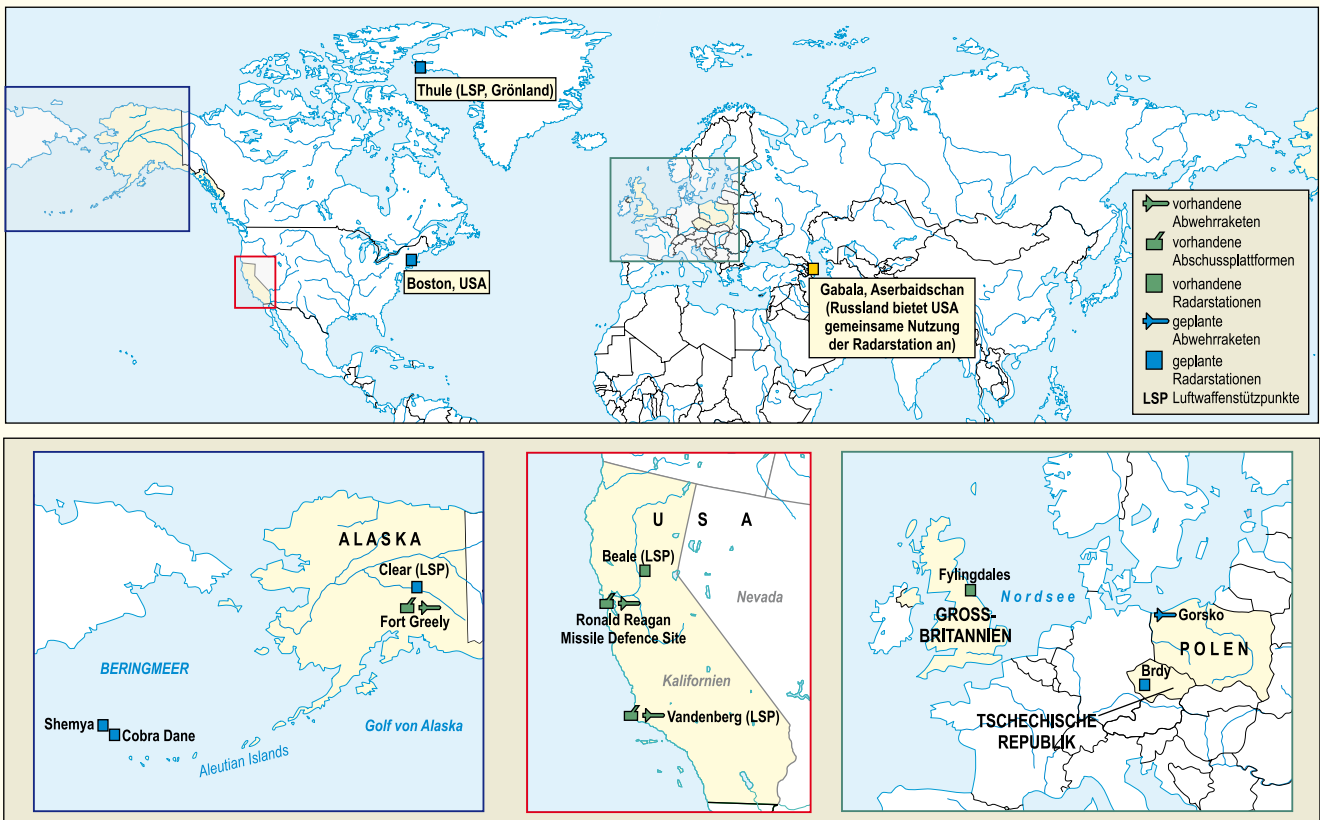 Thule (LSP, Grönland)
Boston, USA
Gabala, Aserbaidschan
(Russland bietet USA
gemeinsame Nutzung
der Radarstation an)
vorhandene
Abwehrraketen
vorhandene
Abschussplattformen
vorhandene
Radarstationen
geplante
Abwehrraketen
geplante
Radarstationen
LSP Luftwaffenstützpunkte
ALASKA
Clear (LSP)
Fort Greely
BERINGMEER
Shemya
Cobra Dane
Golf von Alaska
Aleutian Islands
U S A
Beale (LSP)
Nevada
Ronald Reagan
Missile Defence Site
Kalifornien
Vandenberg (LSP)
Fylingdales
Nordsee
GROSS-
BRITANNIEN
Gorsko
POLEN
Brdy
TSCHECHISCHE
REPUBLIK